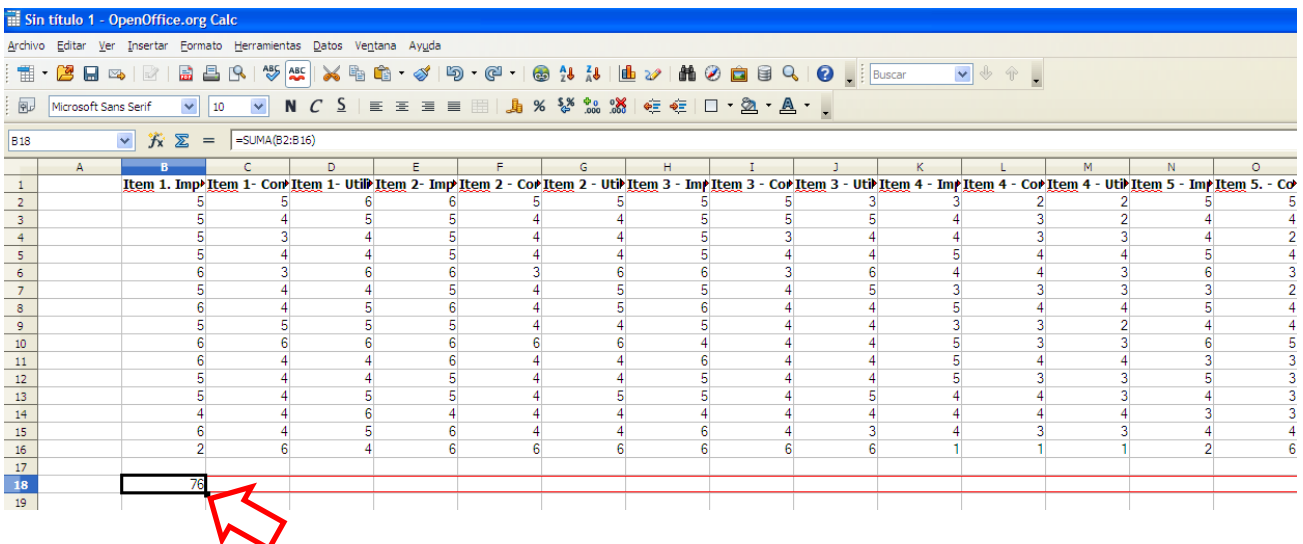 Sin título 1 - OpenOffice.org Calc
Archivo Editar Ver Insertar Formato Herramientas Datos Ventana Ayuda
Buscar
Microsoft Sans Serif 10 N C S
B18 =SUMA(B2:B16)
A B C D E F G H I J K L M N O
1 Item 1. Imp Item 1- Con Item 1- Utili Item 2- Imp Item 2 - Cor Item 2 - Uti Item 3 - Imp Item 3 - Cor Item 3 - Uti Item 4 - Imp Item 4 - Cor Item 4 - Uti Item 5 - Imp Item 5. - Co
2 5 5 6 6 5 5 5 5 3 3 2 2 5 5
3 5 4 5 5 4 4 5 5 5 4 3 2 4 4
4 5 3 4 5 4 4 5 3 4 4 3 3 4 2
5 5 4 4 5 4 4 5 4 4 5 4 4 5 4
6 6 3 6 6 3 6 6 3 6 4 4 3 6 3
7 5 4 4 5 4 5 5 4 5 3 3 3 3 2
8 6 4 5 6 4 5 6 4 4 5 4 4 5 4
9 5 5 5 5 4 4 5 4 4 3 3 2 4 4
10 6 6 6 6 6 6 4 4 4 5 3 3 6 5
11 6 4 4 6 4 4 6 4 4 5 4 4 3 3
12 5 4 4 5 4 4 5 4 4 5 3 3 5 3
13 5 4 5 5 4 5 5 4 5 4 4 3 4 3
14 4 4 6 4 4 4 4 4 4 4 4 4 3 3
15 6 4 5 6 4 4 6 4 3 4 3 3 4 4
16 2 6 4 6 6 6 6 6 6 1 1 1 2 6
17
18 76
19